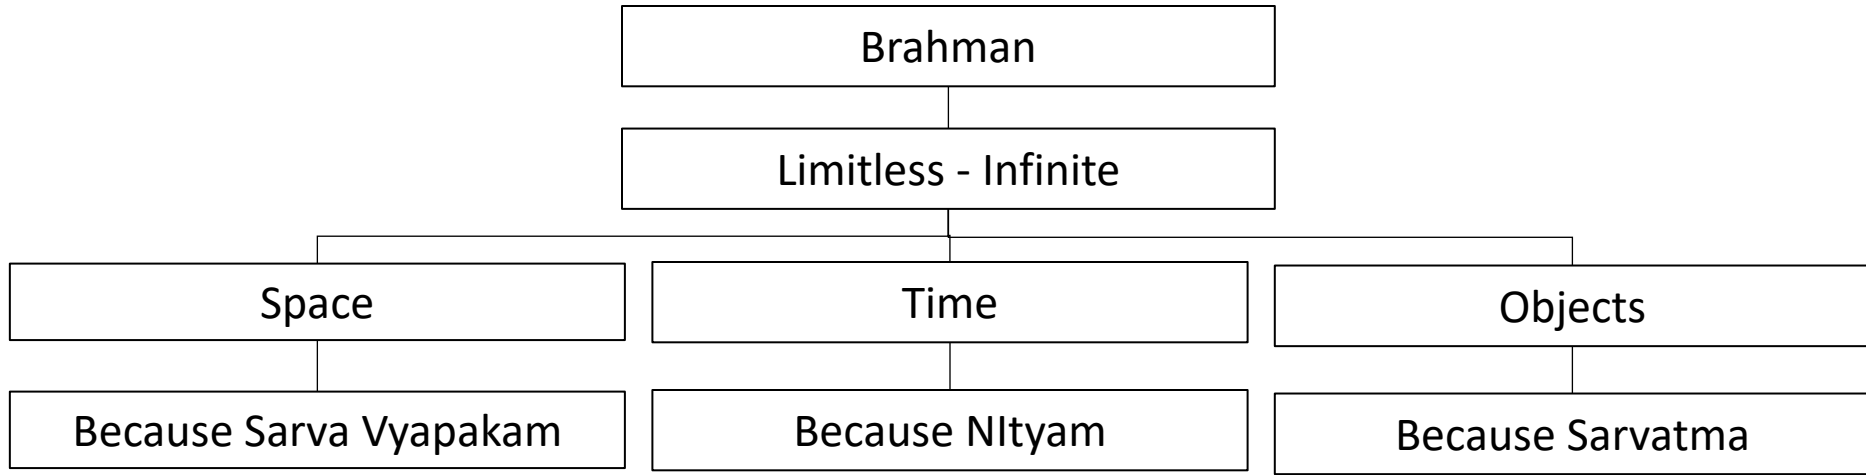 Brahman
Limitless - Infinite
Space
Time
Objects
Because Sarva Vyapakam
Because NItyam
Because Sarvatma